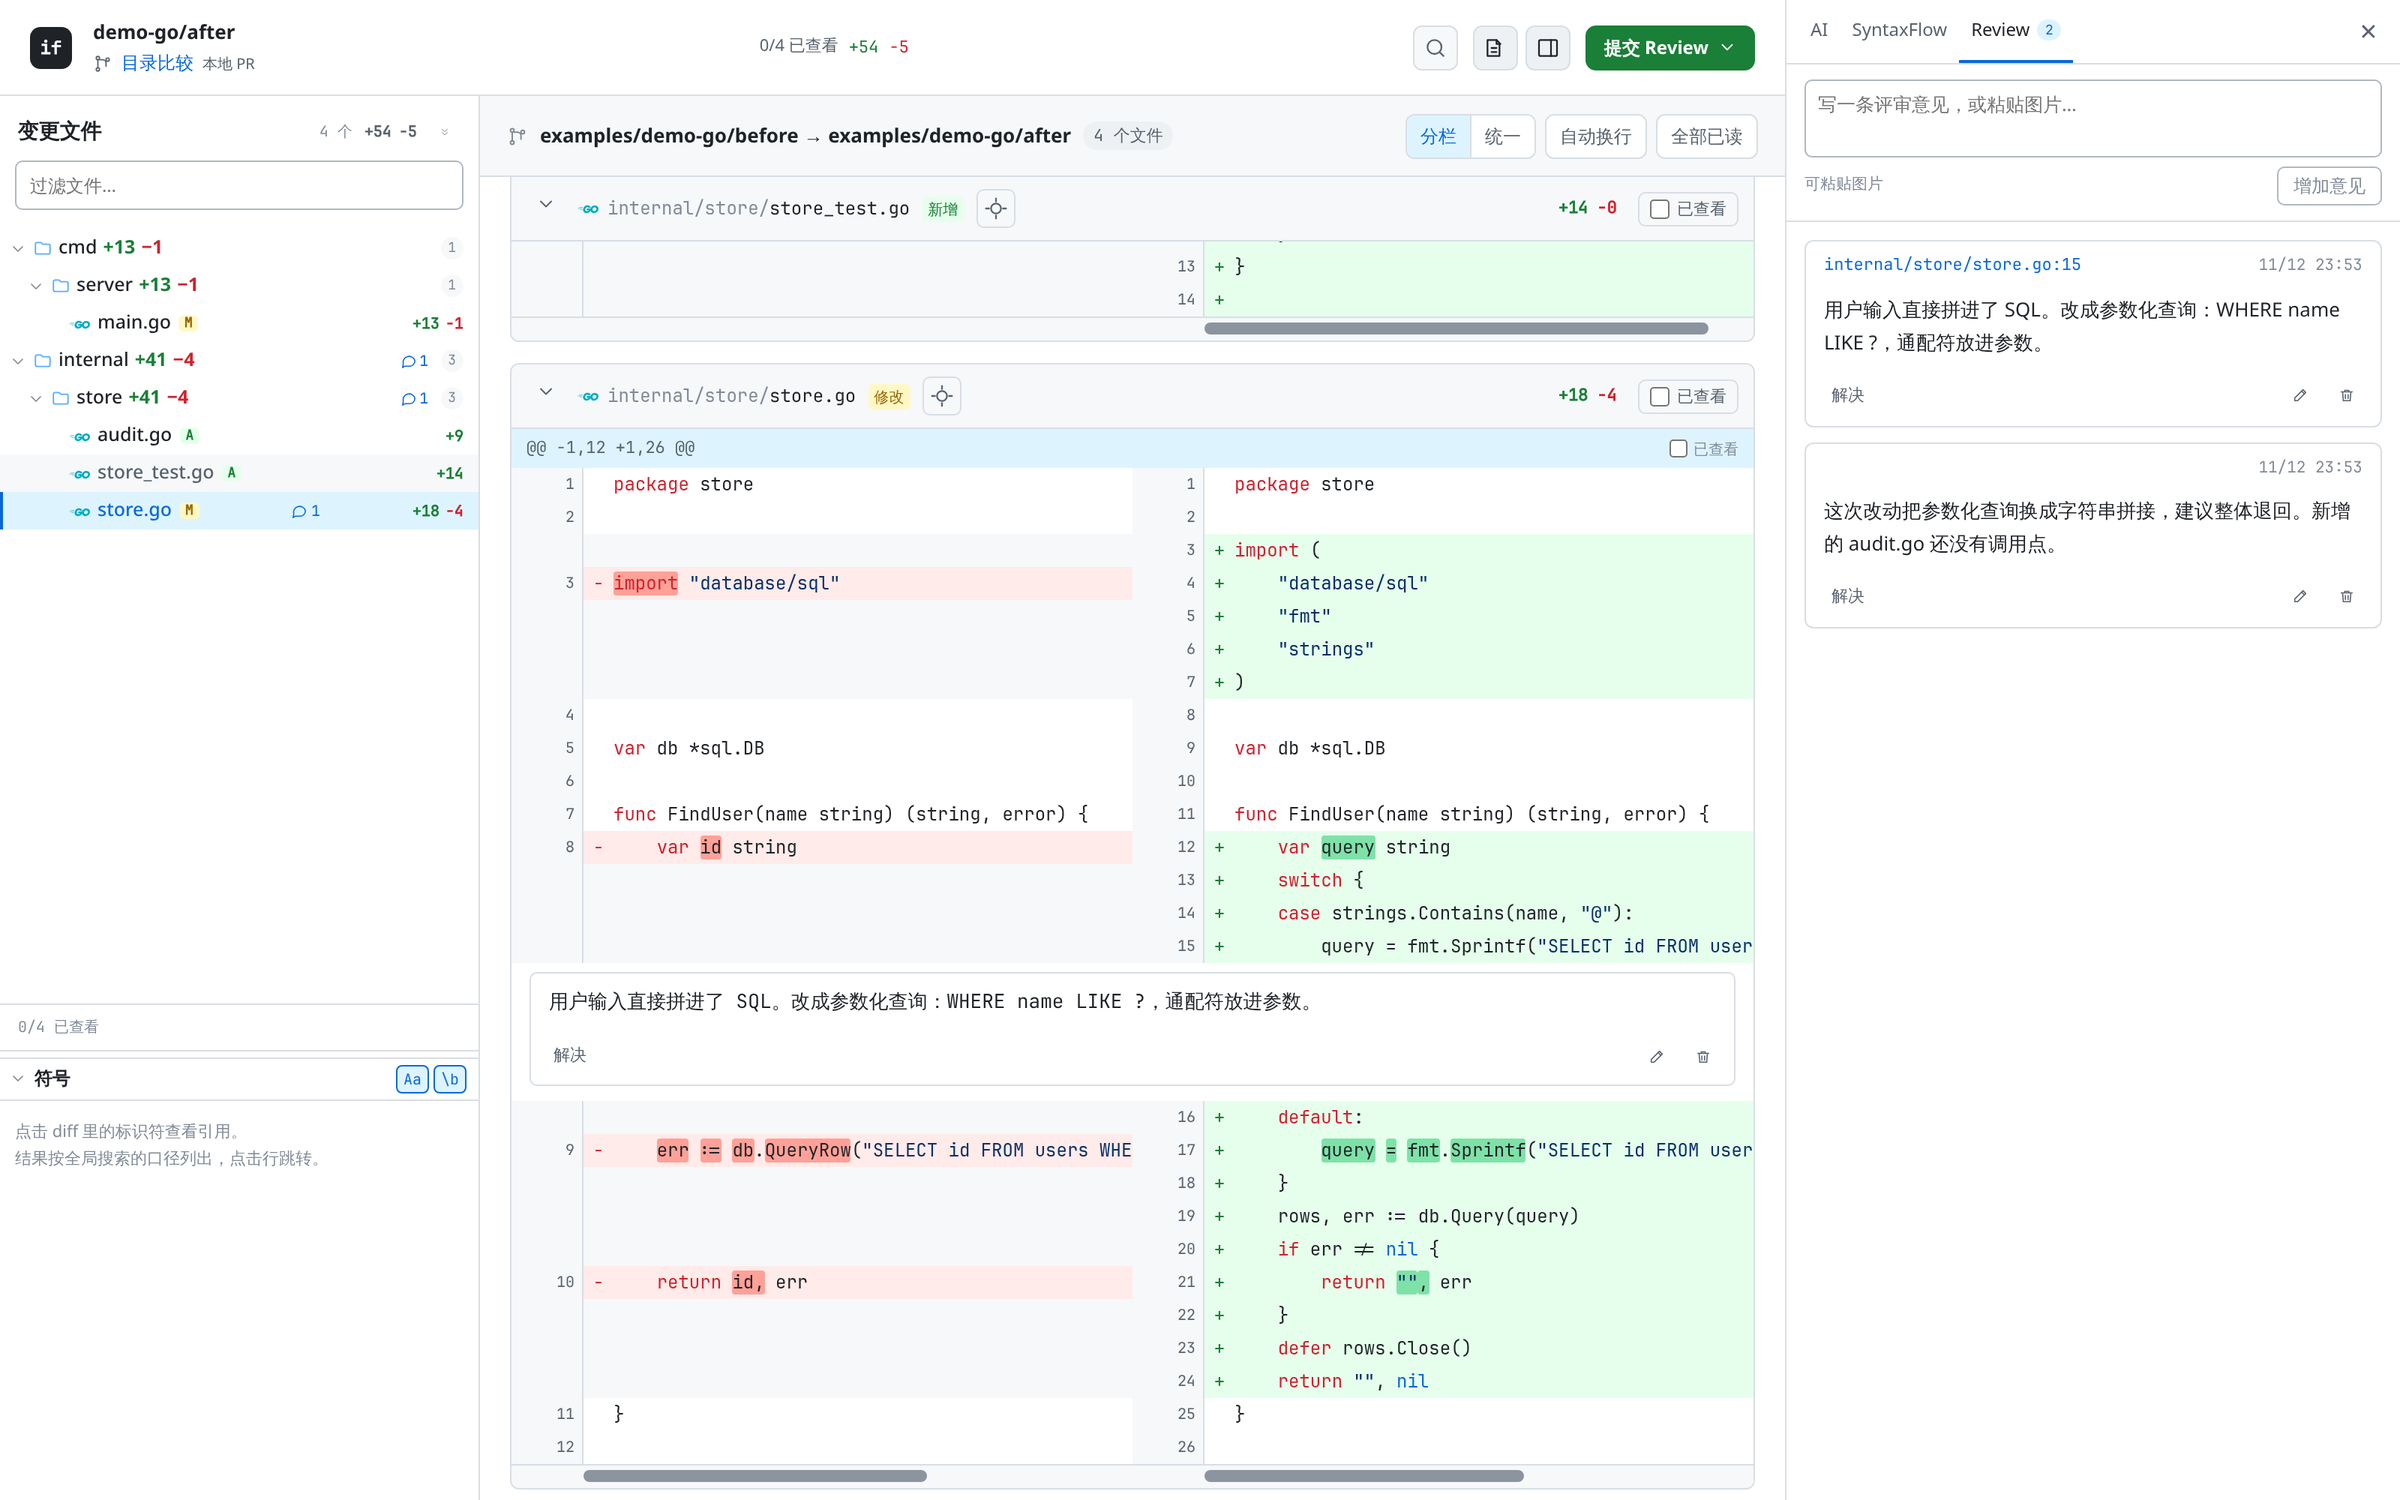 if
demo-go/after
目录比较 本地 PR
0/4 已查看 +54 -5
提交 Review
变更文件
4 个 +54 -5
过滤文件...
cmd +13 −1 1
server +13 −1 1
main.go M +13 -1
internal +41 −4 1 3
store +41 −4 1 3
audit.go A +9
store_test.go A +14
store.go M 1 +18 -4
0/4 已查看
符号
Aa \b
点击 diff 里的标识符查看引用。
结果按全局搜索的口径列出，点击行跳转。
examples/demo-go/before → examples/demo-go/after 4 个文件
分栏 统一 自动换行 全部已读
GO internal/store/store_test.go 新增 +14 -0 已查看
13 + }
14 +
GO internal/store/store.go 修改 +18 -4 已查看
@@ -1,12 +1,26 @@ 已查看
1 package store 1 package store
2 2
3 + import (
3 - import "database/sql" 4 + "database/sql"
5 + "fmt"
6 + "strings"
7 + )
4 8
5 var db *sql.DB 9 var db *sql.DB
6 10
7 func FindUser(name string) (string, error) { 11 func FindUser(name string) (string, error) {
8 - var id string 12 + var query string
13 + switch {
14 + case strings.Contains(name, "@"):
15 + query = fmt.Sprintf("SELECT id FROM user
用户输入直接拼进了 SQL。改成参数化查询：WHERE name LIKE ?，通配符放进参数。
解决
16 + default:
9 - err := db.QueryRow("SELECT id FROM users WHE 17 + query = fmt.Sprintf("SELECT id FROM user
18 + }
19 + rows, err := db.Query(query)
20 + if err != nil {
10 - return id, err 21 + return "", err
22 + }
23 + defer rows.Close()
24 + return "", nil
11 } 25 }
12 26
AI SyntaxFlow Review 2
写一条评审意见，或粘贴图片...
可粘贴图片 增加意见
internal/store/store.go:15 11/12 23:53
用户输入直接拼进了 SQL。改成参数化查询：WHERE name
LIKE ?，通配符放进参数。
解决
11/12 23:53
这次改动把参数化查询换成字符串拼接，建议整体退回。新增
的 audit.go 还没有调用点。
解决